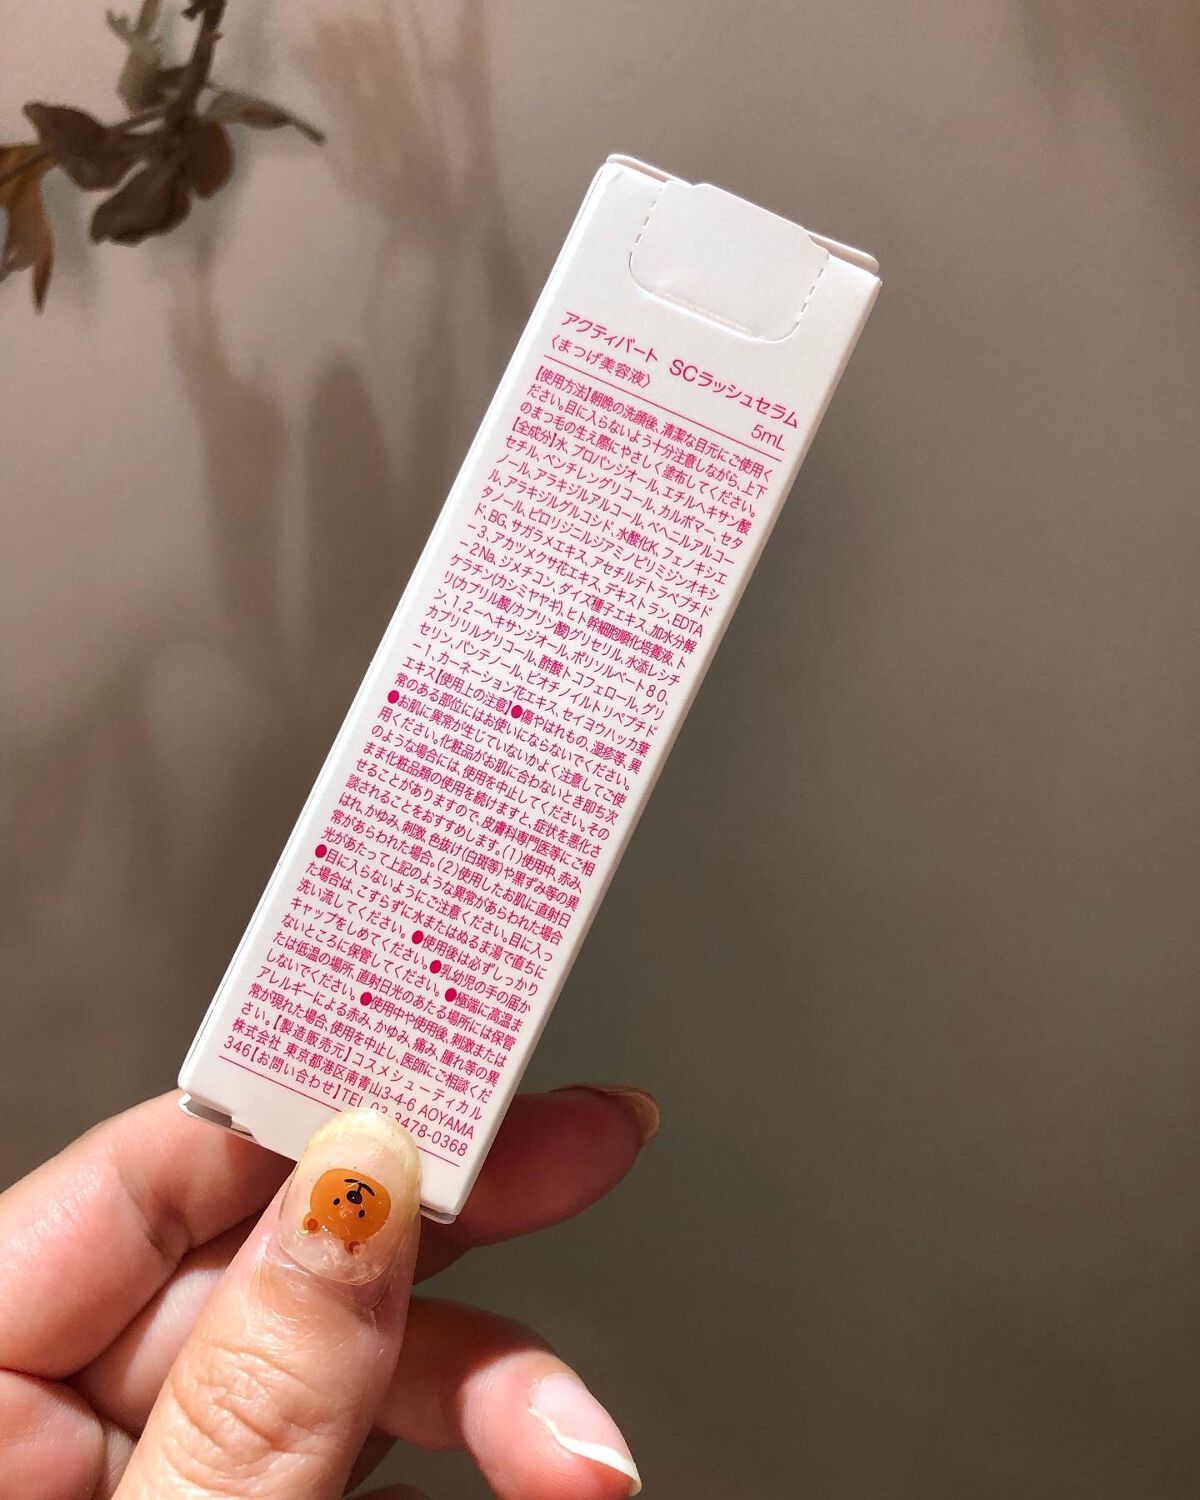 アクティバート SCラッシュセラム
〈まつげ美容液〉 5mL
【使用方法】朝晩の洗顔後、清潔な目元にご使用く
ださい。目に入らないよう十分注意しながら、上下
のまつ毛の生え際にやさしく塗布してください。
【全成分】水、プロパンジオール、エチルヘキサン酸
セチル、ペンチレングリコール、カルボマー、セタ
ノール、アラキジルアルコール、ベヘニルアルコー
ル、アラキジルグルコシド、水酸化K、フェノキシエ
タノール、ピロリジニルジアミノピリミジンオキシ
ド、BG、サガラメエキス、アセチルテトラペプチド
-3、アカツメクサ花エキス、デキストラン、EDTA
-2Na、ジメチコン、ダイズ種子エキス、加水分解
ケラチン(カシミヤヤギ)、ヒト幹細胞順化培養液、ト
リ(カプリル酸/カプリン酸)グリセリル、水添レシチ
ン、1,2-ヘキサンジオール、ポリソルベート80、
カプリリルグリコール、酢酸トコフェロール、グリ
セリン、パンテノール、ビオチノイルトリペプチド
-1、カーネーション花エキス、セイヨウハッカ葉
エキス【使用上の注意】●傷やはれもの、湿疹等、異
常のある部位にはお使いにならないでください。
●お肌に異常が生じていないかよく注意してご使
用ください。化粧品がお肌に合わないとき即ち次
のような場合には、使用を中止してください。その
まま化粧品類の使用を続けますと、症状を悪化さ
せることがありますので、皮膚科専門医等にご相
談されることをおすすめします。(1)使用中、赤み、
はれ、かゆみ、刺激、色抜け(白斑等)や黒ずみ等の異
常があらわれた場合。(2)使用したお肌に直射日
光があたって上記のような異常があらわれた場合
●目に入らないようにご注意ください。目に入っ
た場合は、こすらずに水またはぬるま湯で直ちに
洗い流してください。●使用後は必ずしっかり
キャップをしめてください。●乳幼児の手の届か
ないところに保管してください。●極端に高温ま
たは低温の場所、直射日光のあたる場所には保管
しないでください。●使用中や使用後、刺激または
アレルギーによる赤み、かゆみ、痛み、腫れ等の異
常が現れた場合、使用を中止し、医師にご相談くだ
さい。【製造販売元】コスメシューティカル
株式会社 東京都港区南青山3-4-6 AOYAMA
346【お問い合わせ】TEL 03-3478-0368